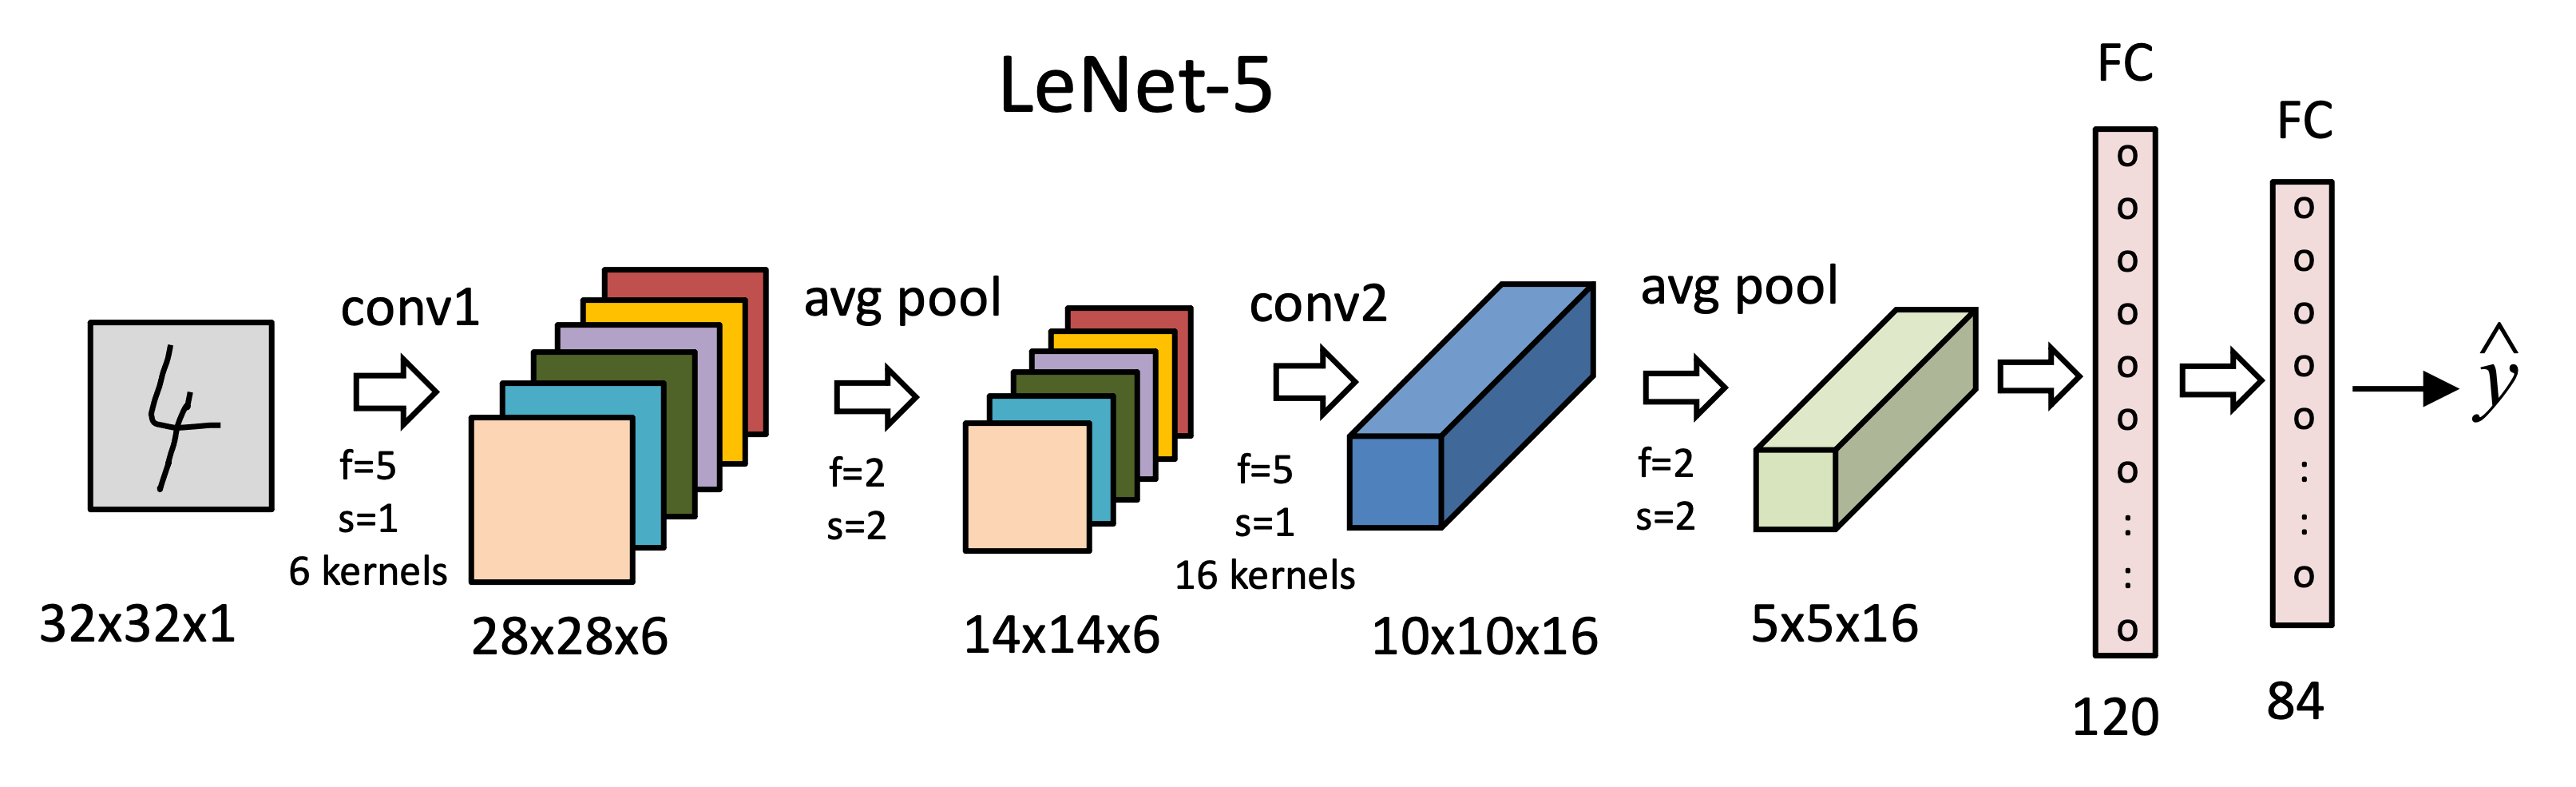 LeNet-5
4
32x32x1
conv1
f=5
s=1
6 kernels
28x28x6
avg pool
f=2
s=2
14x14x6
conv2
f=5
s=1
16 kernels
10x10x16
avg pool
f=2
s=2
5x5x16
FC
120
FC
84
ŷ